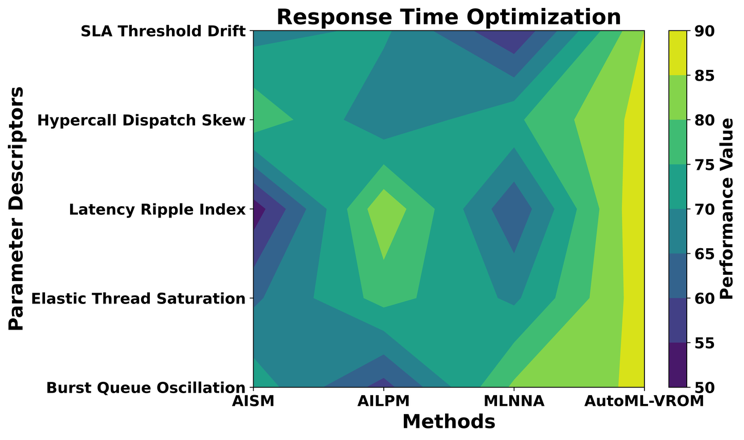 Response Time Optimization
Parameter Descriptors
SLA Threshold Drift
Hypercall Dispatch Skew
Latency Ripple Index
Elastic Thread Saturation
Burst Queue Oscillation
AISM AILPM MLNNA AutoML-VROM
Methods
90
85
80
75
70
65
60
55
50
Performance Value